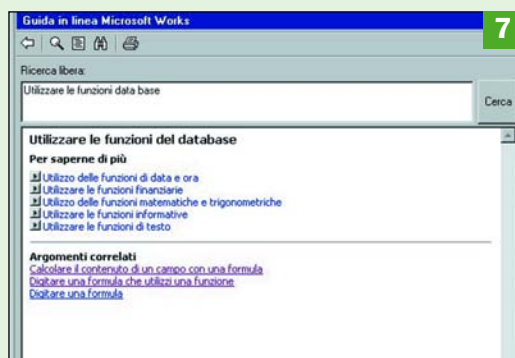 Guida in linea Microsoft Works
7
Ricerca libera:
Utilizzare le funzioni data base
Cerca
Utilizzare le funzioni del database
Per saperne di più
Utilizzo delle funzioni di data e ora
Utilizzare le funzioni finanziarie
Utilizzo delle funzioni matematiche e trigonometriche
Utilizzare le funzioni informative
Utilizzare le funzioni di testo
Argomenti correlati
Calcolare il contenuto di un campo con una formula
Digitare una formula che utilizzi una funzione
Digitare una formula